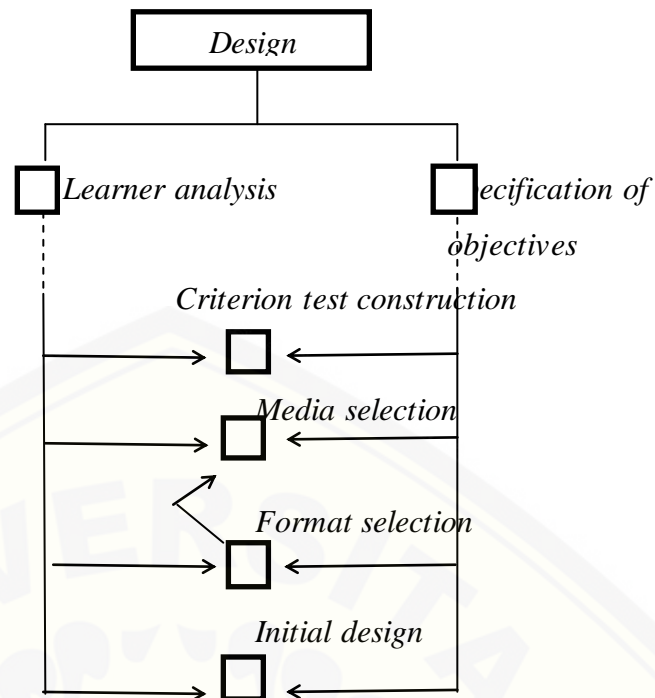 Design
Learner analysis
ecification of
objectives
Criterion test construction
Media selection
Format selection
Initial design